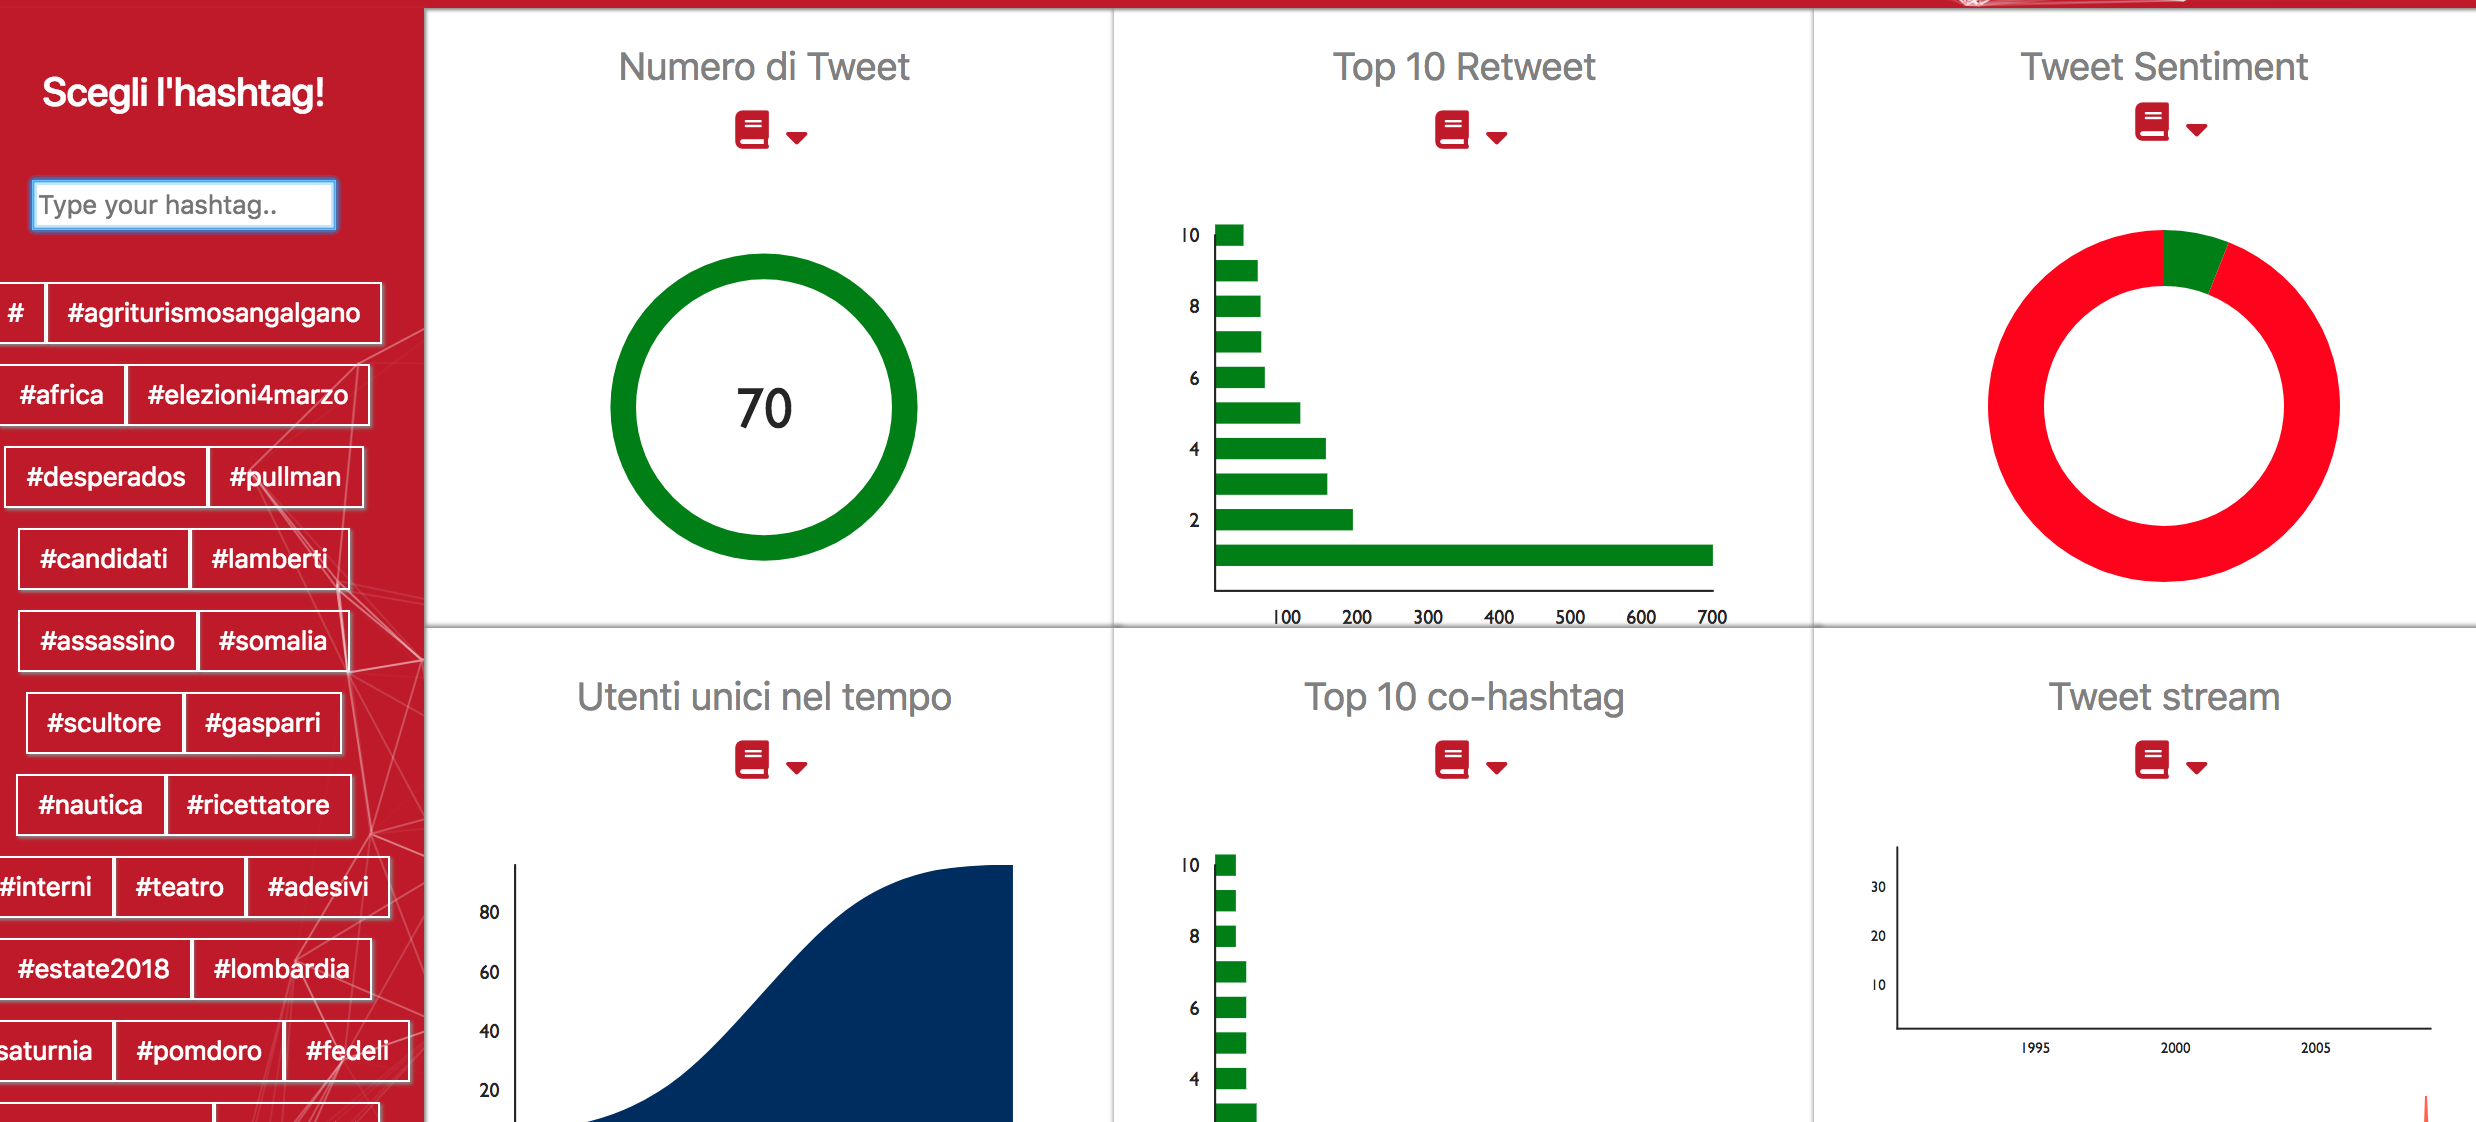 Scegli l'hashtag!
Type your hashtag..
# #agriturismosangalgano
#africa #elezioni4marzo
#desperados #pullman
#candidati #lamberti
#assassino #somalia
#scultore #gasparri
#nautica #ricettatore
#interni #teatro #adesivi
#estate2018 #lombardia
saturnia #pomdoro #fedeli
Numero di Tweet
70
Top 10 Retweet
10
8
6
4
2
100 200 300 400 500 600 700
Tweet Sentiment
Utenti unici nel tempo
80
60
40
20
Top 10 co-hashtag
10
8
6
4
Tweet stream
30
20
10
1995 2000 2005